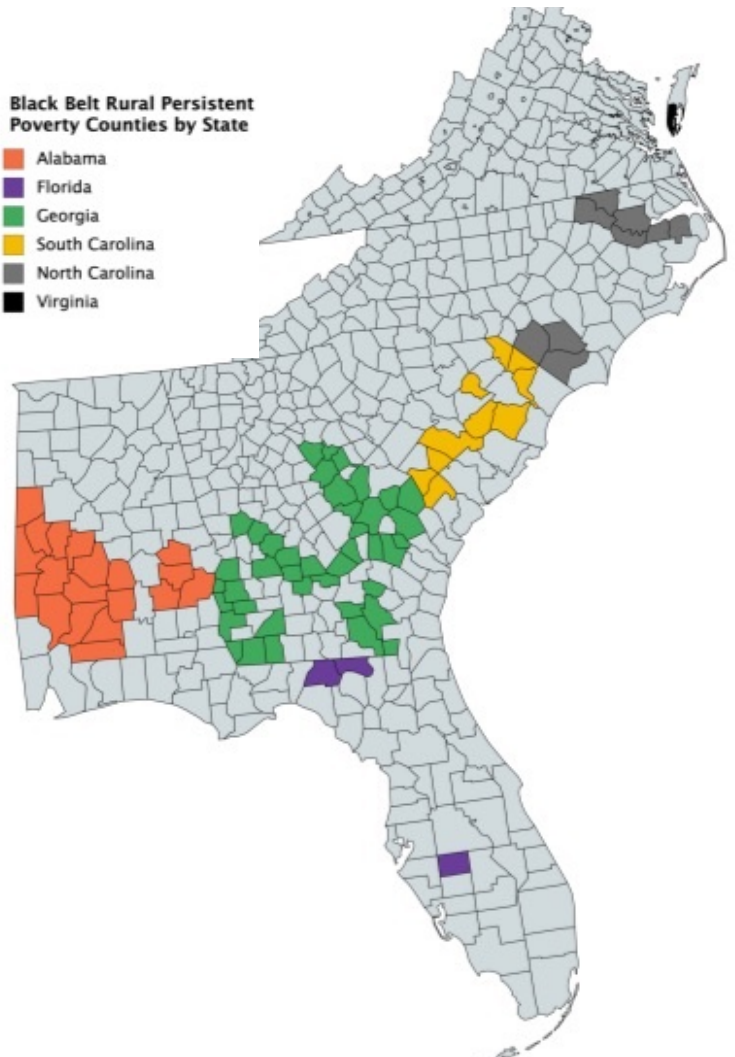 Black Belt Rural Persistent
Poverty Counties by State
Alabama
Florida
Georgia
South Carolina
North Carolina
Virginia